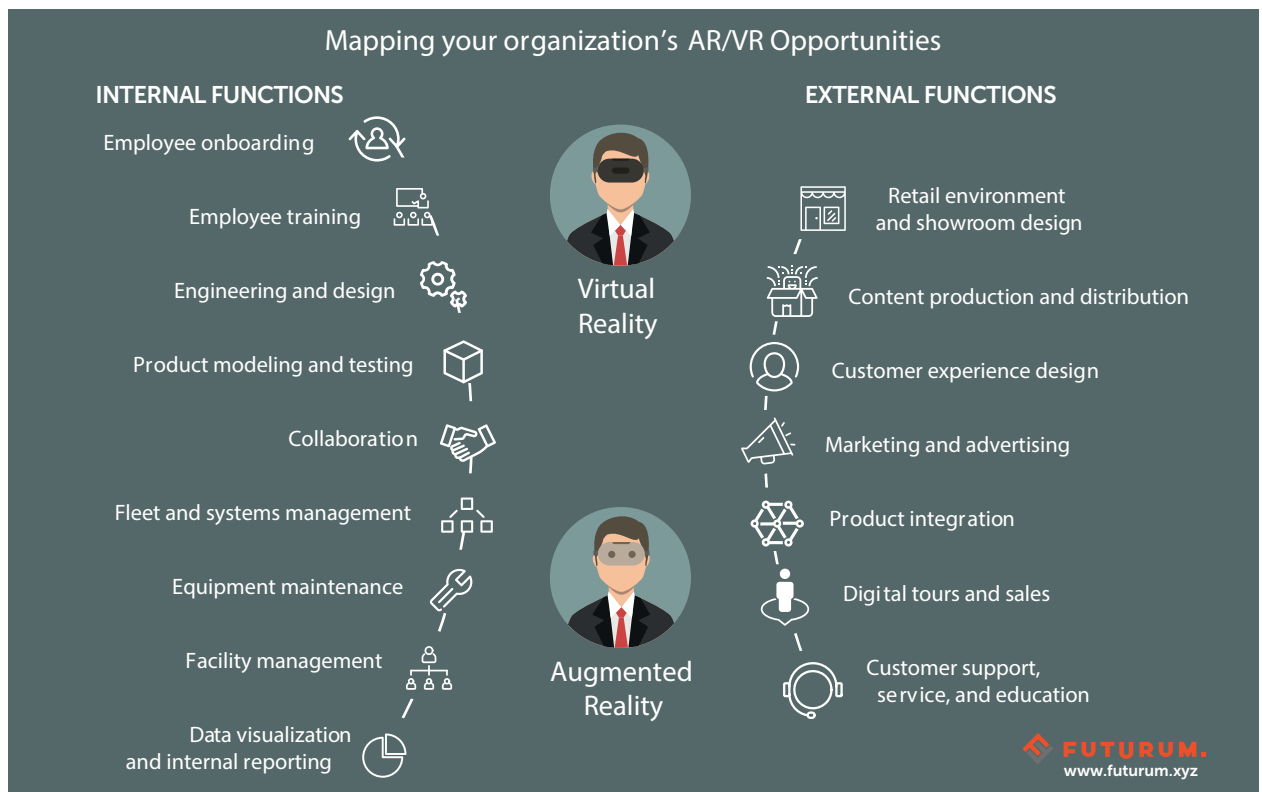 Mapping your organization's AR/VR Opportunities
INTERNAL FUNCTIONS
Employee onboarding
Employee training
Engineering and design
Product modeling and testing
Collaboration
Fleet and systems management
Equipment maintenance
Facility management
Data visualization
and internal reporting
Virtual
Reality
Augmented
Reality
EXTERNAL FUNCTIONS
Retail environment
and showroom design
Content production and distribution
Customer experience design
Marketing and advertising
Product integration
Digital tours and sales
Customer support,
service, and education
FUTURUM.
www.futurum.xyz